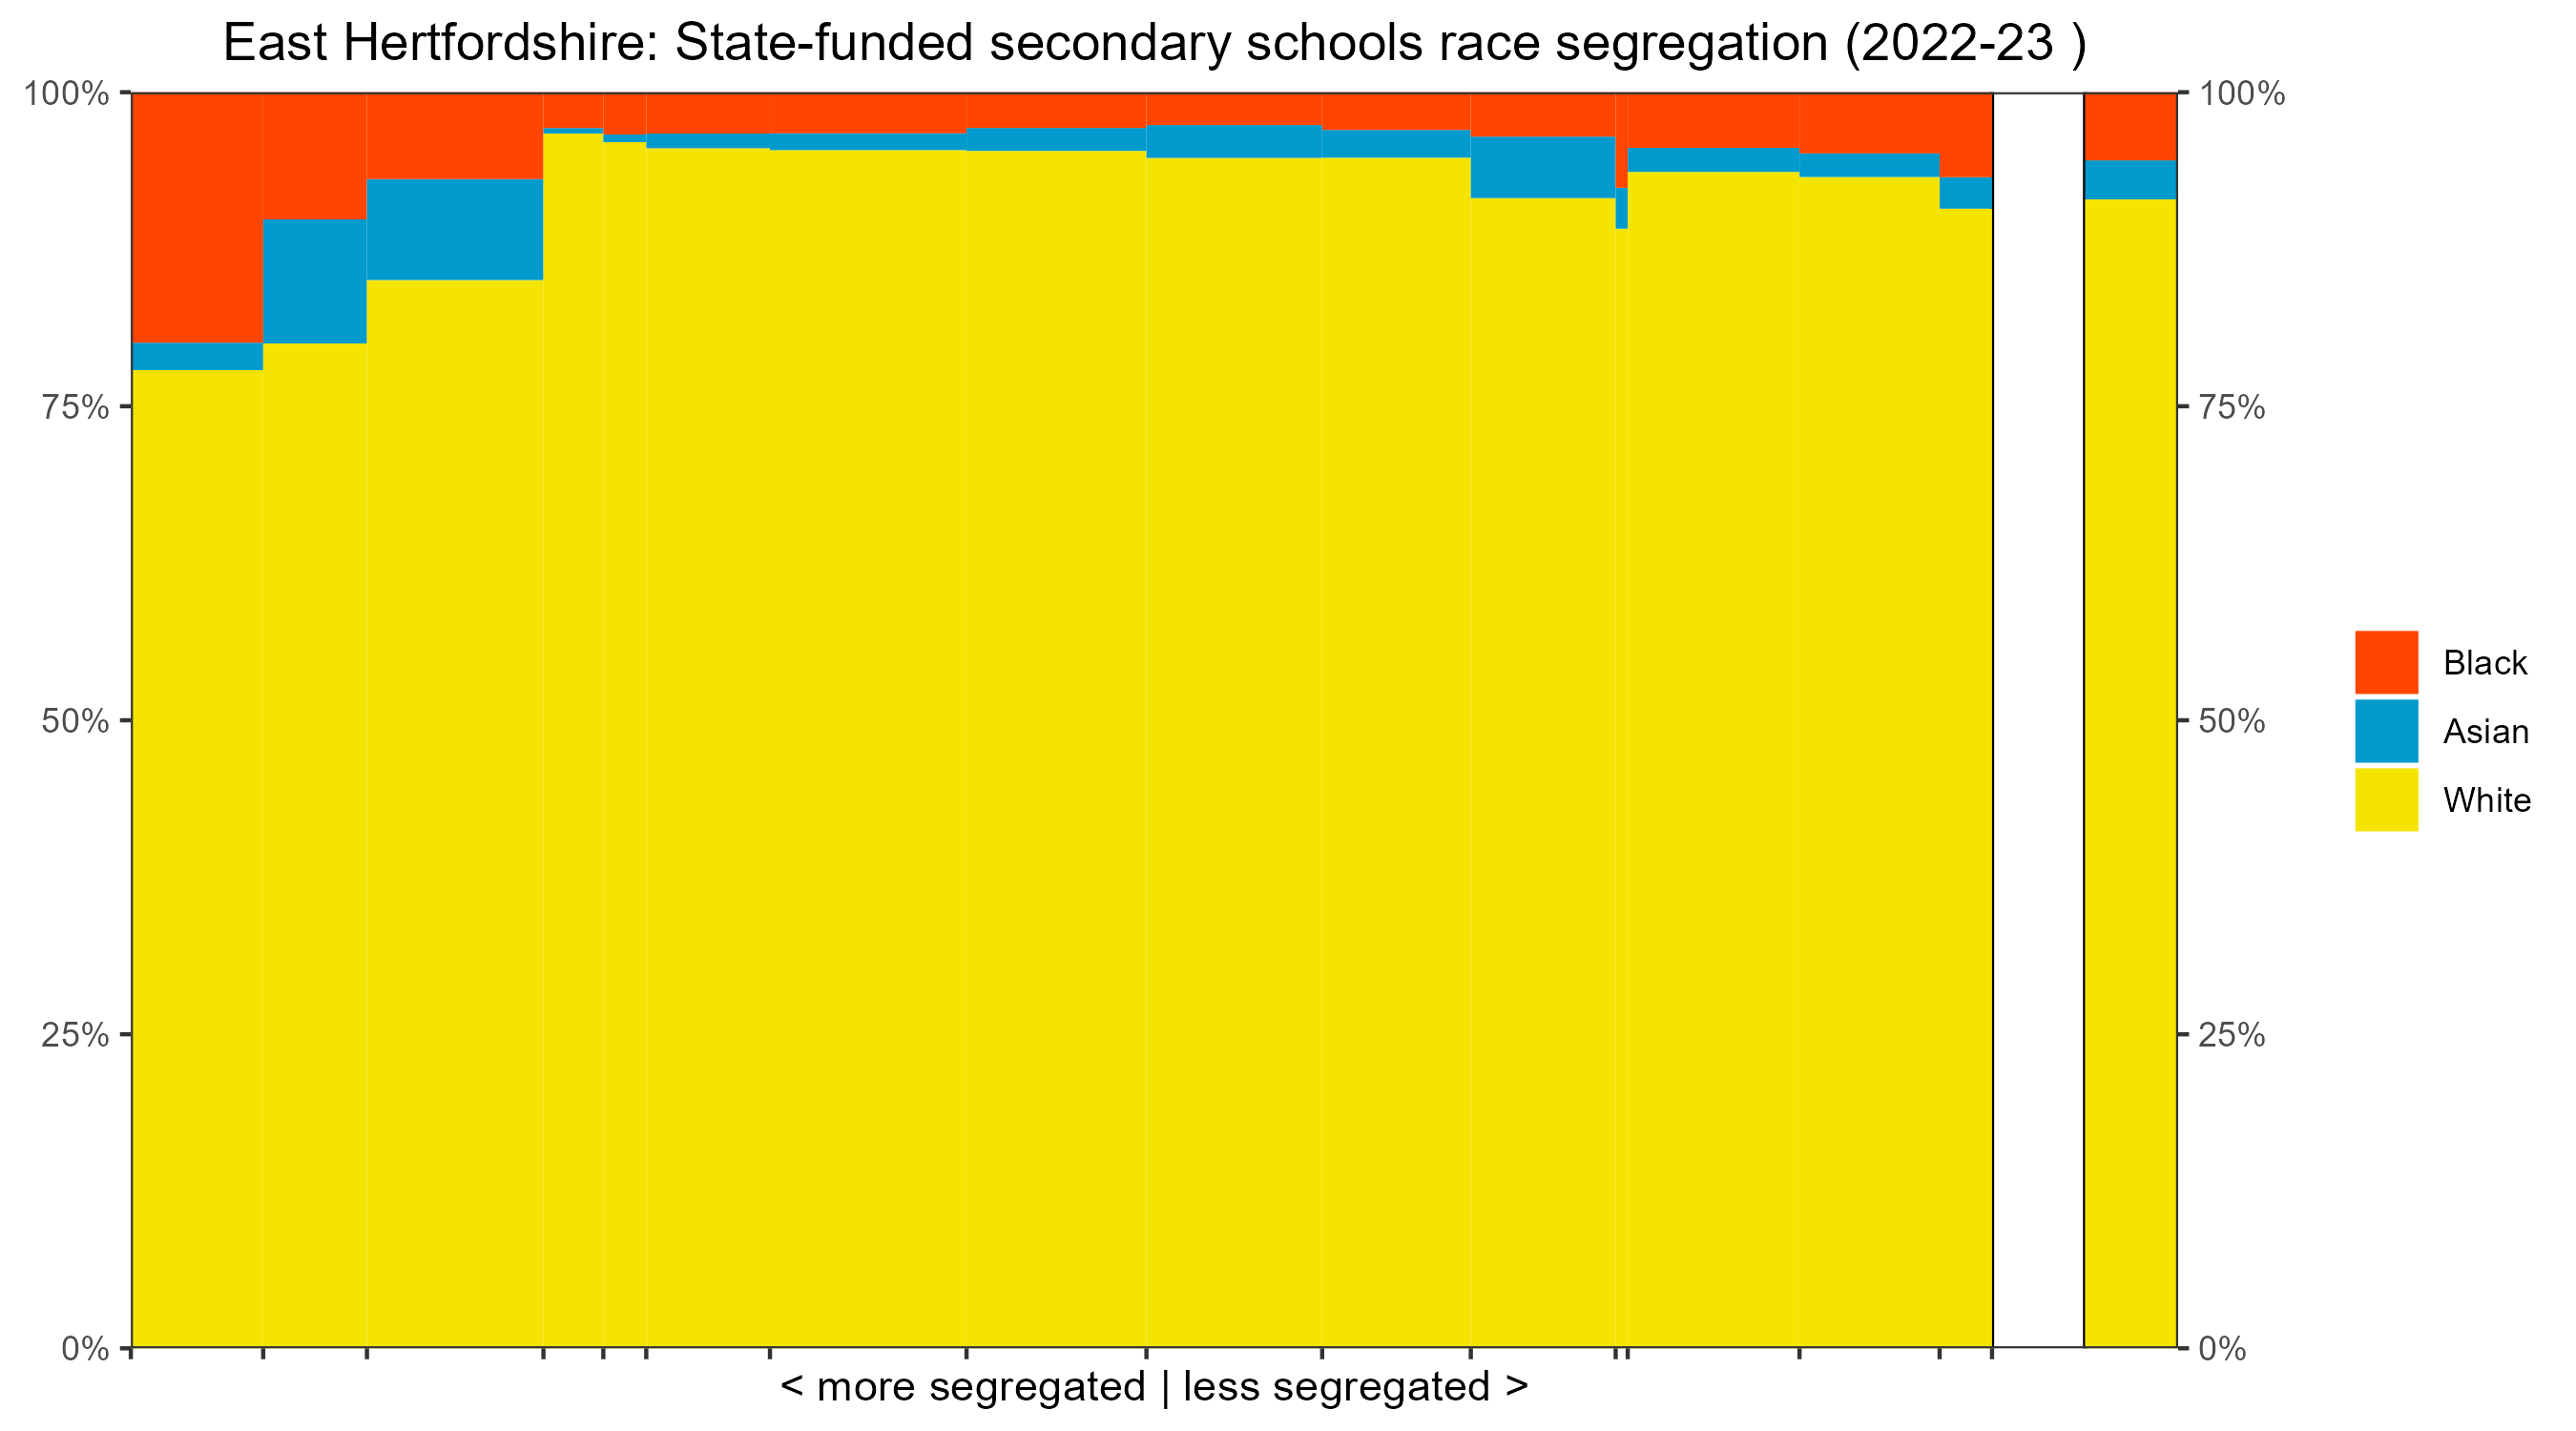 East Hertfordshire: State-funded secondary schools race segregation (2022-23 )
100%
100%
75%
75%
Black
50%
50%
Asian
White
25%
25%
0%
0%
< more segregated | less segregated >